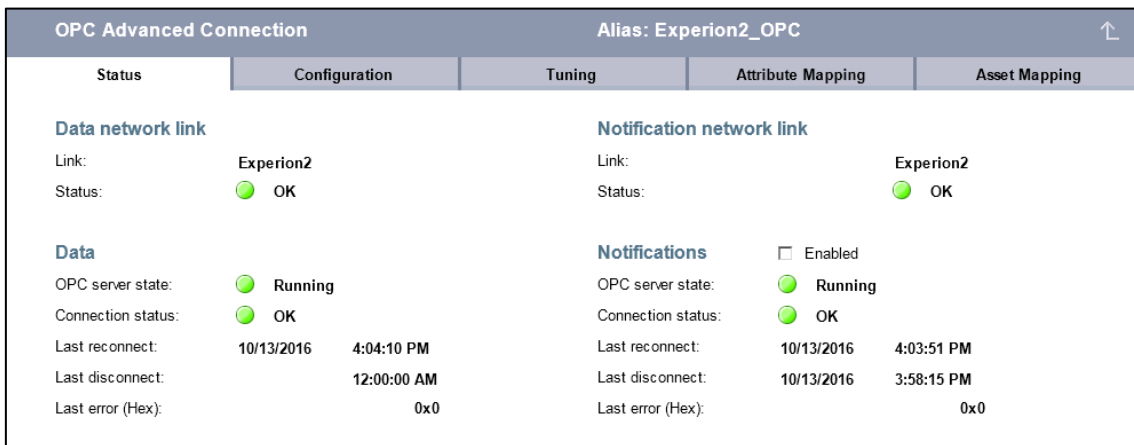 OPC Advanced Connection Alias: Experion2_OPC
Status Configuration Tuning Attribute Mapping Asset Mapping
Data network link Notification network link
Link: Experion2 Link: Experion2
Status: OK Status: OK
Data Notifications Enabled
OPC server state: Running OPC server state: Running
Connection status: OK Connection status: OK
Last reconnect: 10/13/2016 4:04:10 PM Last reconnect: 10/13/2016 4:03:51 PM
Last disconnect: 12:00:00 AM Last disconnect: 10/13/2016 3:58:15 PM
Last error (Hex): 0x0 Last error (Hex): 0x0